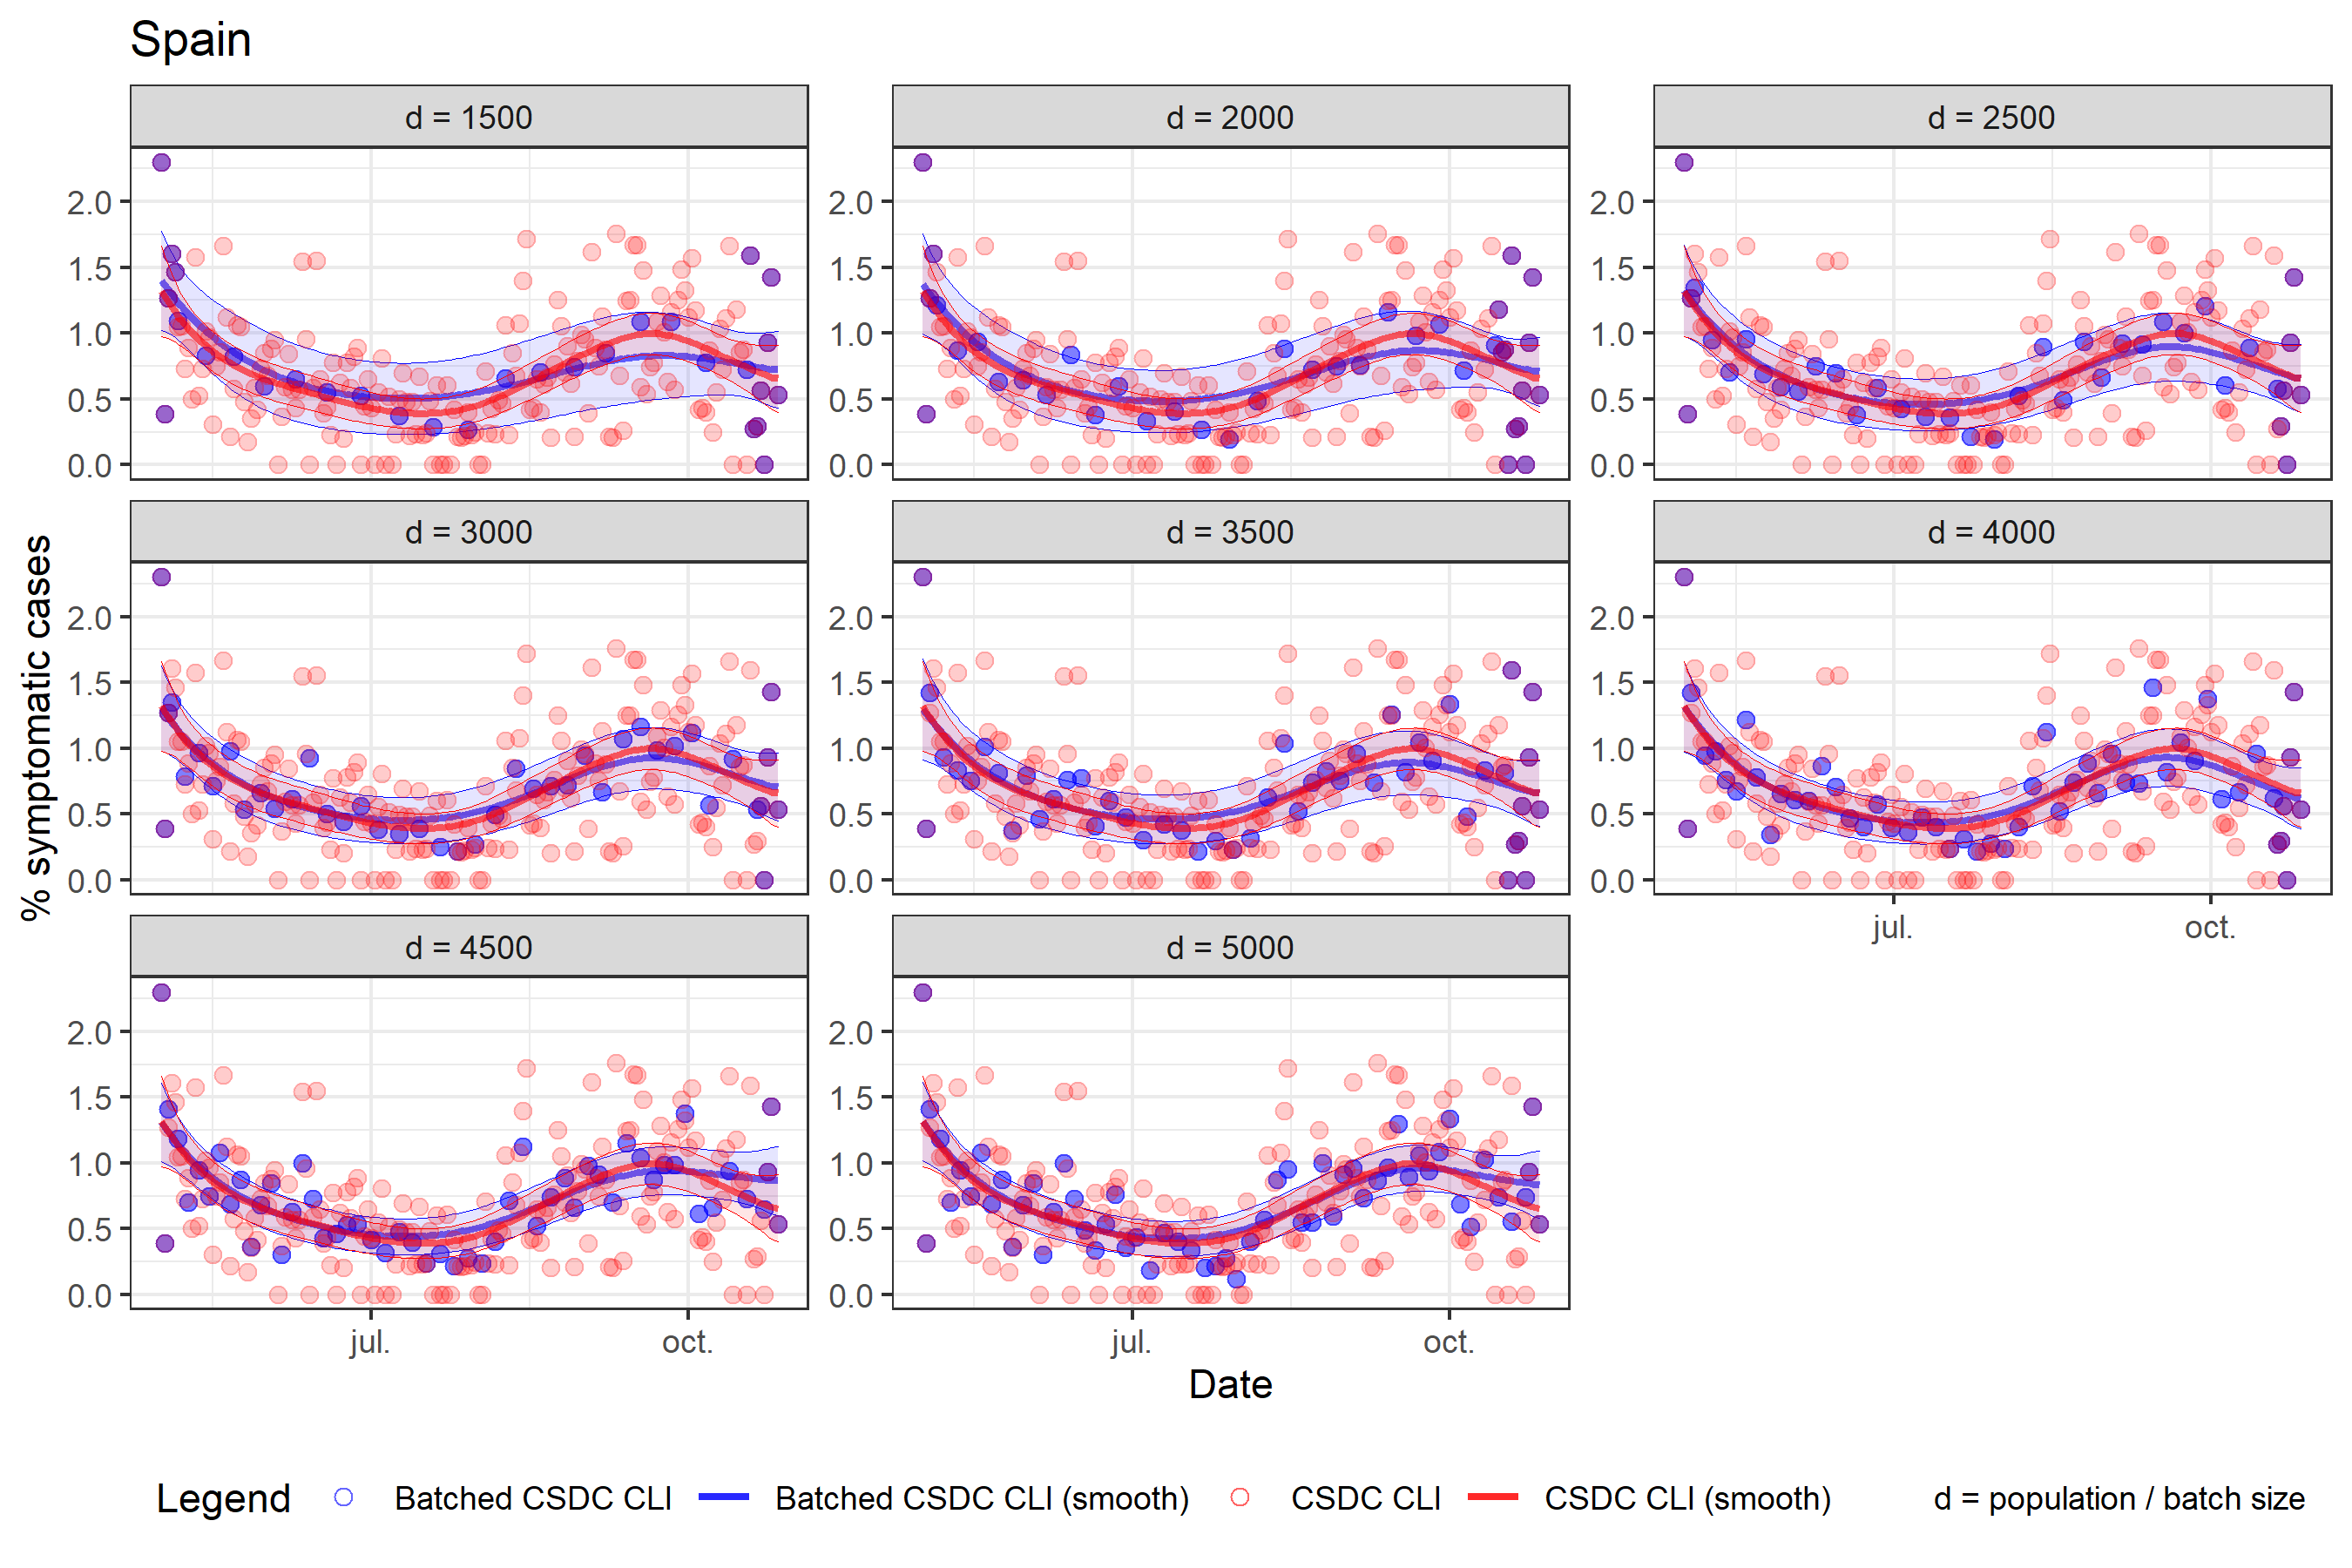 Spain
d = 1500
d = 2000
d = 2500
2.0
1.5
1.0
0.5
0.0
2.0
1.5
1.0
0.5
0.0
2.0
1.5
1.0
0.5
0.0
d = 3000
d = 3500
d = 4000
2.0
1.5
1.0
0.5
0.0
2.0
1.5
1.0
0.5
0.0
2.0
1.5
1.0
0.5
0.0
jul.
oct.
% symptomatic cases
d = 4500
d = 5000
2.0
1.5
1.0
0.5
0.0
2.0
1.5
1.0
0.5
0.0
jul.
oct.
jul.
oct.
Date
Legend
Batched CSDC CLI
Batched CSDC CLI (smooth)
CSDC CLI
CSDC CLI (smooth)
d = population / batch size